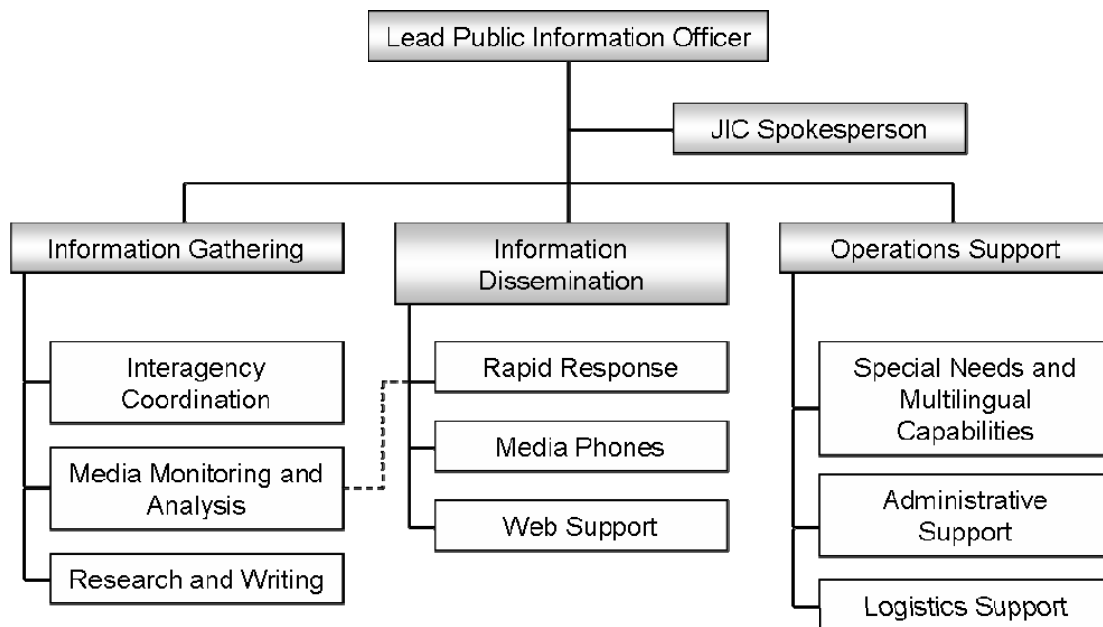 Lead Public Information Officer
JIC Spokesperson
Information Gathering
Interagency
Coordination
Media Monitoring and
Analysis
Research and Writing
Information
Dissemination
Rapid Response
Media Phones
Web Support
Operations Support
Special Needs and
Multilingual
Capabilities
Administrative
Support
Logistics Support